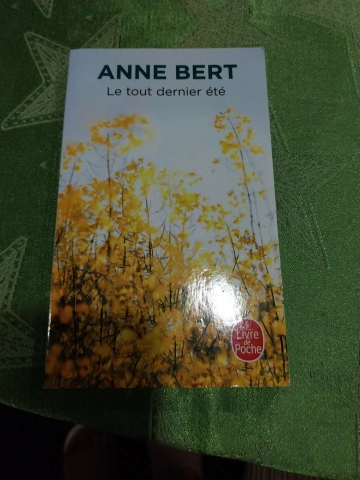 ANNE BERT
Le tout dernier été
Le
Livre
de
Poche